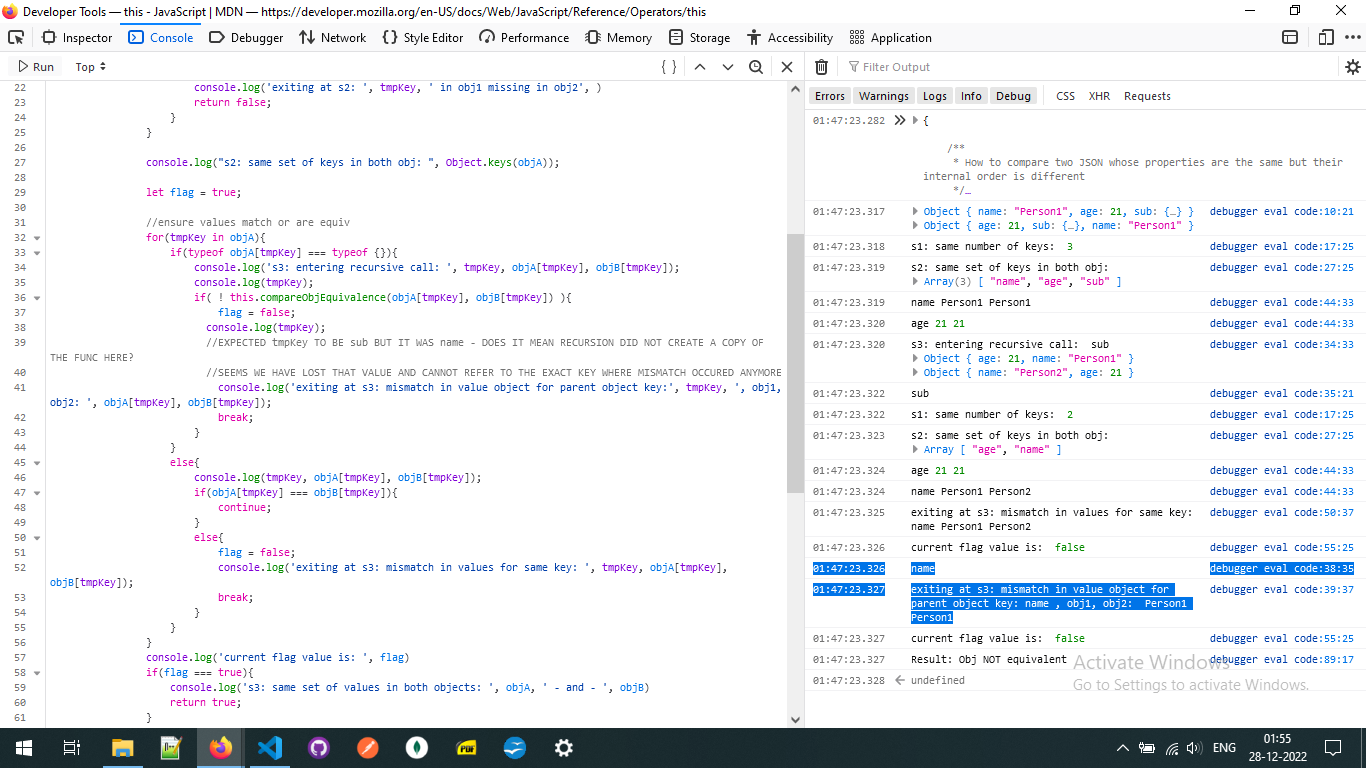 Developer Tools — this - JavaScript | MDN — https://developer.mozilla.org/en-US/docs/Web/JavaScript/Reference/Operators/this
Inspector Console Debugger Network {} Style Editor Performance Memory Storage Accessibility Application
Run Top { } Filter Output
Errors Warnings Logs Info Debug CSS XHR Requests
22 console.log('exiting at s2: ', tmpKey, ' in obj1 missing in obj2', )
23 return false;
24 }
25 }
26
27 console.log("s2: same set of keys in both obj: ", Object.keys(objA));
28
29 let flag = true;
30
31 //ensure values match or are equiv
32 for(tmpKey in objA){
33 if(typeof objA[tmpKey] === typeof {}){
34 console.log('s3: entering recursive call: ', tmpKey, objA[tmpKey], objB[tmpKey]);
35 console.log(tmpKey);
36 if( ! this.compareObjEquivalence(objA[tmpKey], objB[tmpKey]) ){
37 flag = false;
38 console.log(tmpKey);
39 //EXPECTED tmpKey TO BE sub BUT IT WAS name - DOES IT MEAN RECURSION DID NOT CREATE A COPY OF
THE FUNC HERE?
40 //SEEMS WE HAVE LOST THAT VALUE AND CANNOT REFER TO THE EXACT KEY WHERE MISMATCH OCCURED ANYMORE
41 console.log('exiting at s3: mismatch in value object for parent object key:', tmpKey, ', obj1,
obj2: ', objA[tmpKey], objB[tmpKey]);
42 break;
43 }
44 }
45 else{
46 console.log(tmpKey, objA[tmpKey], objB[tmpKey]);
47 if(objA[tmpKey] === objB[tmpKey]){
48 continue;
49 }
50 else{
51 flag = false;
52 console.log('exiting at s3: mismatch in values for same key: ', tmpKey, objA[tmpKey],
objB[tmpKey]);
53 break;
54 }
55 }
56 }
57 console.log('current flag value is: ', flag)
58 if(flag === true){
59 console.log('s3: same set of values in both objects: ', objA, ' - and - ', objB)
60 return true;
61 }
01:47:23.282 {
/**
* How to compare two JSON whose properties are the same but their
internal order is different
*/…
01:47:23.317 Object { name: "Person1", age: 21, sub: {…} } debugger eval code:10:21
Object { age: 21, sub: {…}, name: "Person1" }
01:47:23.318 s1: same number of keys: 3 debugger eval code:17:25
01:47:23.319 s2: same set of keys in both obj: debugger eval code:27:25
Array(3) [ "name", "age", "sub" ]
01:47:23.319 name Person1 Person1 debugger eval code:44:33
01:47:23.320 age 21 21 debugger eval code:44:33
01:47:23.320 s3: entering recursive call: sub debugger eval code:34:33
Object { age: 21, name: "Person1" }
Object { name: "Person2", age: 21 }
01:47:23.322 sub debugger eval code:35:21
01:47:23.322 s1: same number of keys: 2 debugger eval code:17:25
01:47:23.323 s2: same set of keys in both obj: debugger eval code:27:25
Array [ "age", "name" ]
01:47:23.324 age 21 21 debugger eval code:44:33
01:47:23.324 name Person1 Person2 debugger eval code:44:33
01:47:23.325 exiting at s3: mismatch in values for same key: debugger eval code:50:37
name Person1 Person2
01:47:23.326 current flag value is: false debugger eval code:55:25
01:47:23.326 name debugger eval code:38:35
01:47:23.327 exiting at s3: mismatch in value object for debugger eval code:39:37
parent object key: name , obj1, obj2: Person1
Person1
01:47:23.327 current flag value is: false debugger eval code:55:25
01:47:23.327 Result: Obj NOT equivalent debugger eval code:89:17
01:47:23.328 undefined
Activate Windows
Go to Settings to activate Windows.
PDF ENG 01:55
28-12-2022